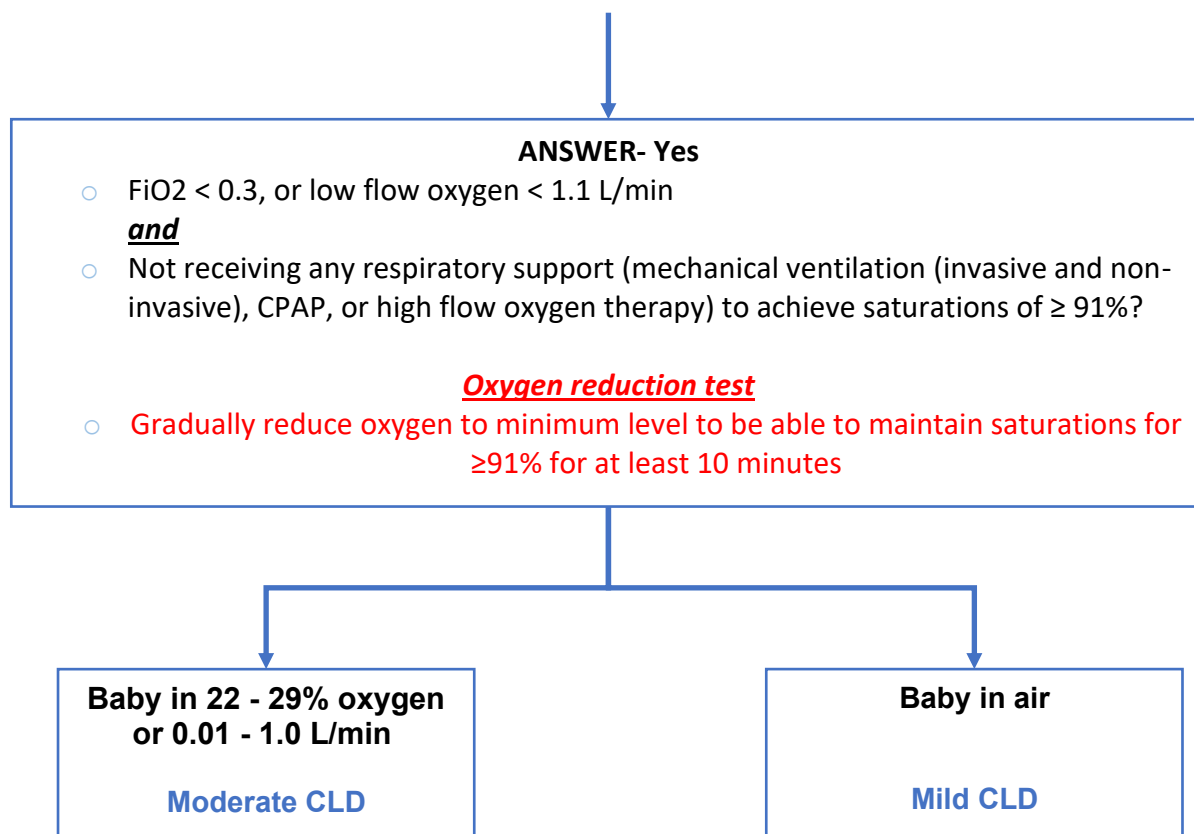 ANSWER- Yes
○ FiO2 < 0.3, or low flow oxygen < 1.1 L/min
and
○ Not receiving any respiratory support (mechanical ventilation (invasive and non-
invasive), CPAP, or high flow oxygen therapy) to achieve saturations of ≥ 91%?
Oxygen reduction test
○ Gradually reduce oxygen to minimum level to be able to maintain saturations for
≥91% for at least 10 minutes
Baby in 22 - 29% oxygen
or 0.01 - 1.0 L/min
Moderate CLD
Baby in air
Mild CLD